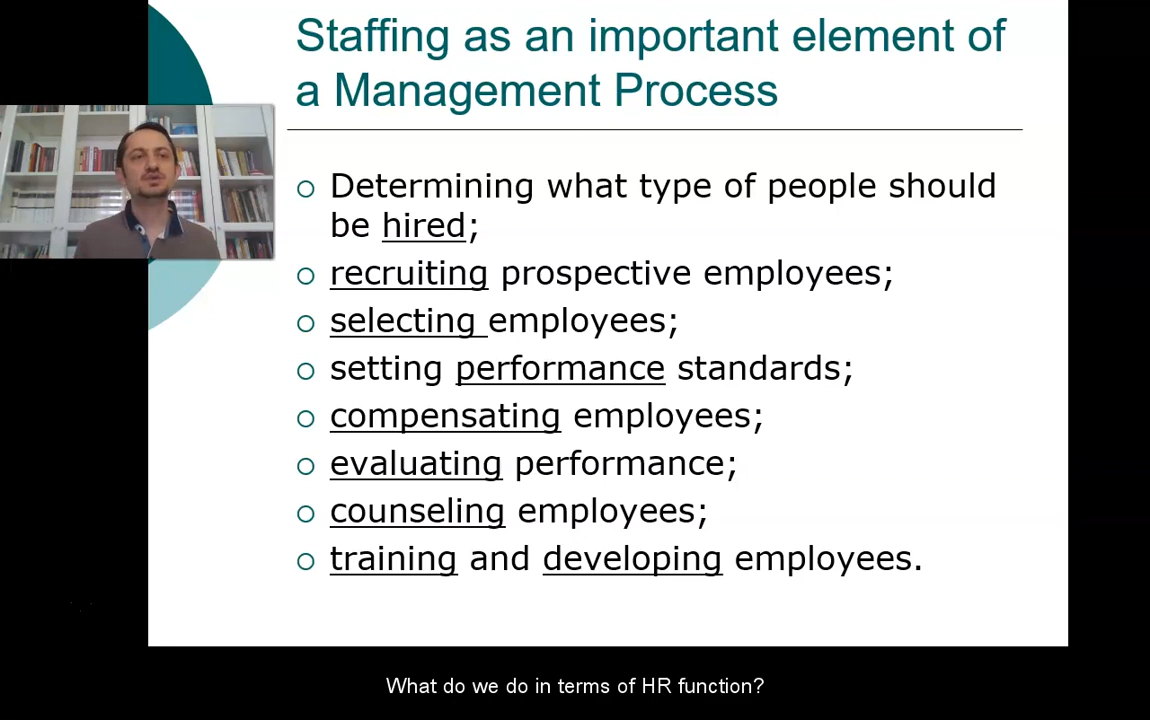 Staffing as an important element of
a Management Process
Determining what type of people should
be hired;
recruiting prospective employees;
selecting employees;
setting performance standards;
compensating employees;
evaluating performance;
counseling employees;
training and developing employees.
What do we do in terms of HR function?